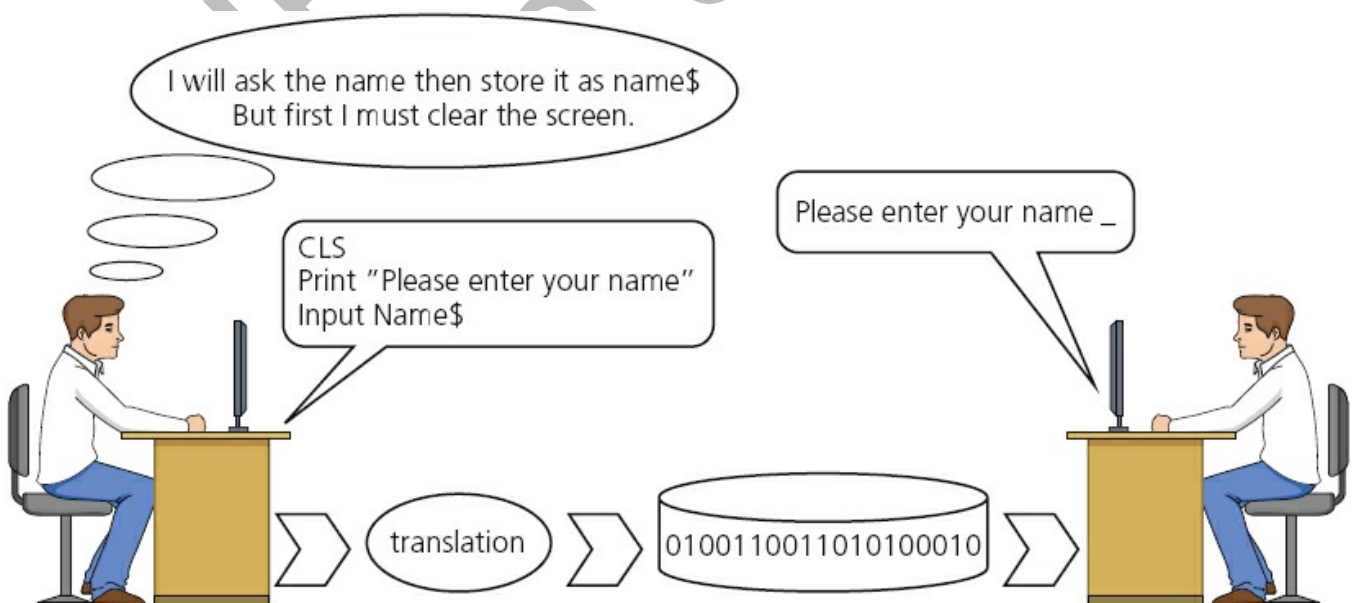 I will ask the name then store it as name$
But first I must clear the screen.
CLS
Print "Please enter your name"
Input Name$
Please enter your name _
translation
0100110011010100010